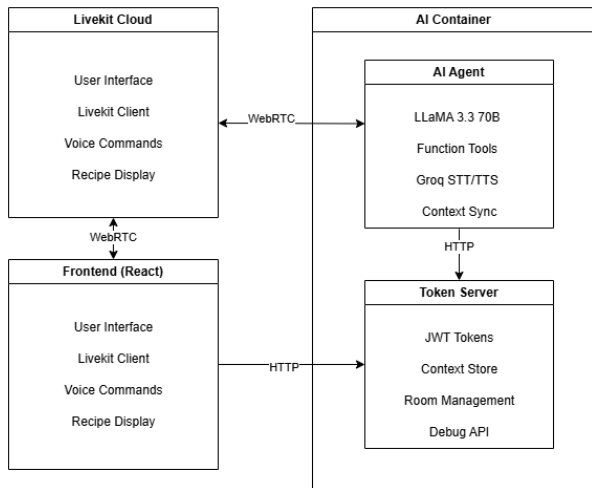 Livekit Cloud
User Interface
Livekit Client
Voice Commands
Recipe Display
AI Container
AI Agent
LLaMA 3.3 70B
Function Tools
Groq STT/TTS
Context Sync
WebRTC
WebRTC
HTTP
Frontend (React)
User Interface
Livekit Client
Voice Commands
Recipe Display
HTTP
Token Server
JWT Tokens
Context Store
Room Management
Debug API